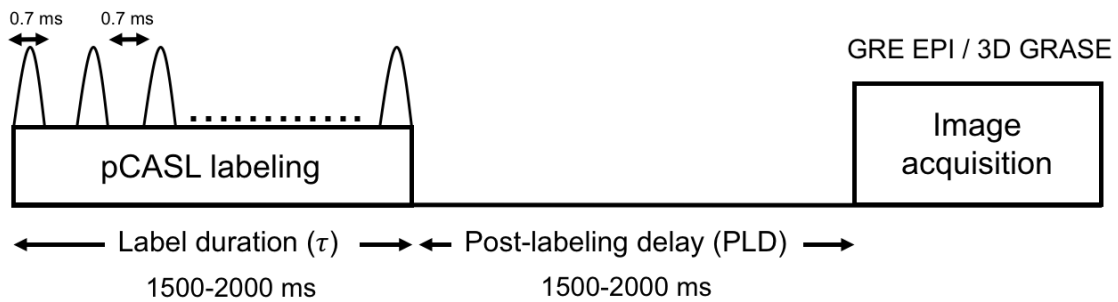 0.7 ms 0.7 ms
GRE EPI / 3D GRASE
pCASL labeling
Image
acquisition
Label duration (τ) Post-labeling delay (PLD)
1500-2000 ms 1500-2000 ms